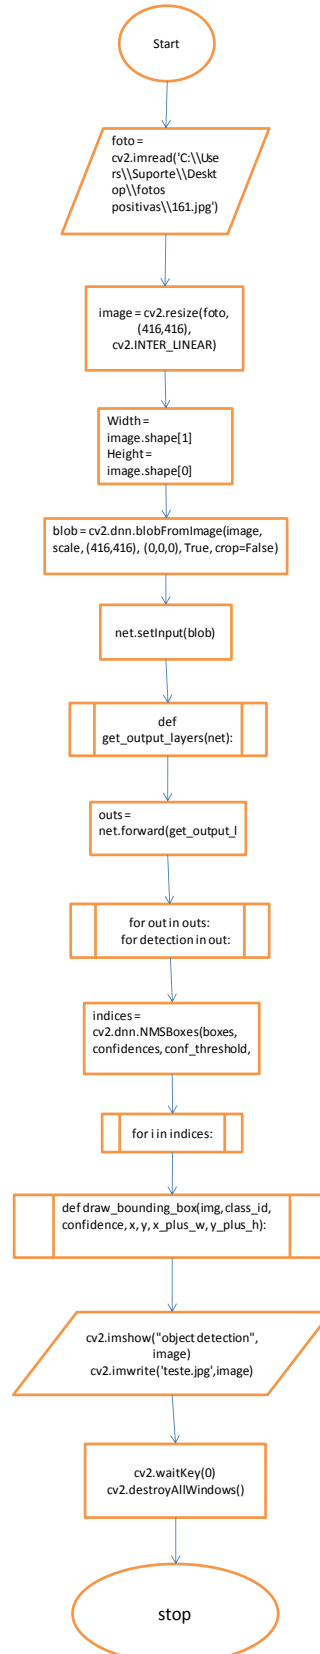 Start
foto =
cv2.imread('C:\\Use
rs\\Suporte\\Deskt
op\\fotos
positivas\\161.jpg')
image = cv2.resize(foto,
(416,416),
cv2.INTER_LINEAR)
Width =
image.shape[1]
Height =
image.shape[0]
blob = cv2.dnn.blobFromImage(image,
scale, (416,416), (0,0,0), True, crop=False)
net.setInput(blob)
def
get_output_layers(net):
outs =
net.forward(get_output_l
for out in outs:
for detection in out:
indices =
cv2.dnn.NMSBoxes(boxes,
confidences, conf_threshold,
for i in indices:
def draw_bounding_box(img, class_id,
confidence, x, y, x_plus_w, y_plus_h):
cv2.imshow("object detection",
image)
cv2.imwrite('teste.jpg',image)
cv2.waitKey(0)
cv2.destroyAllWindows()
stop